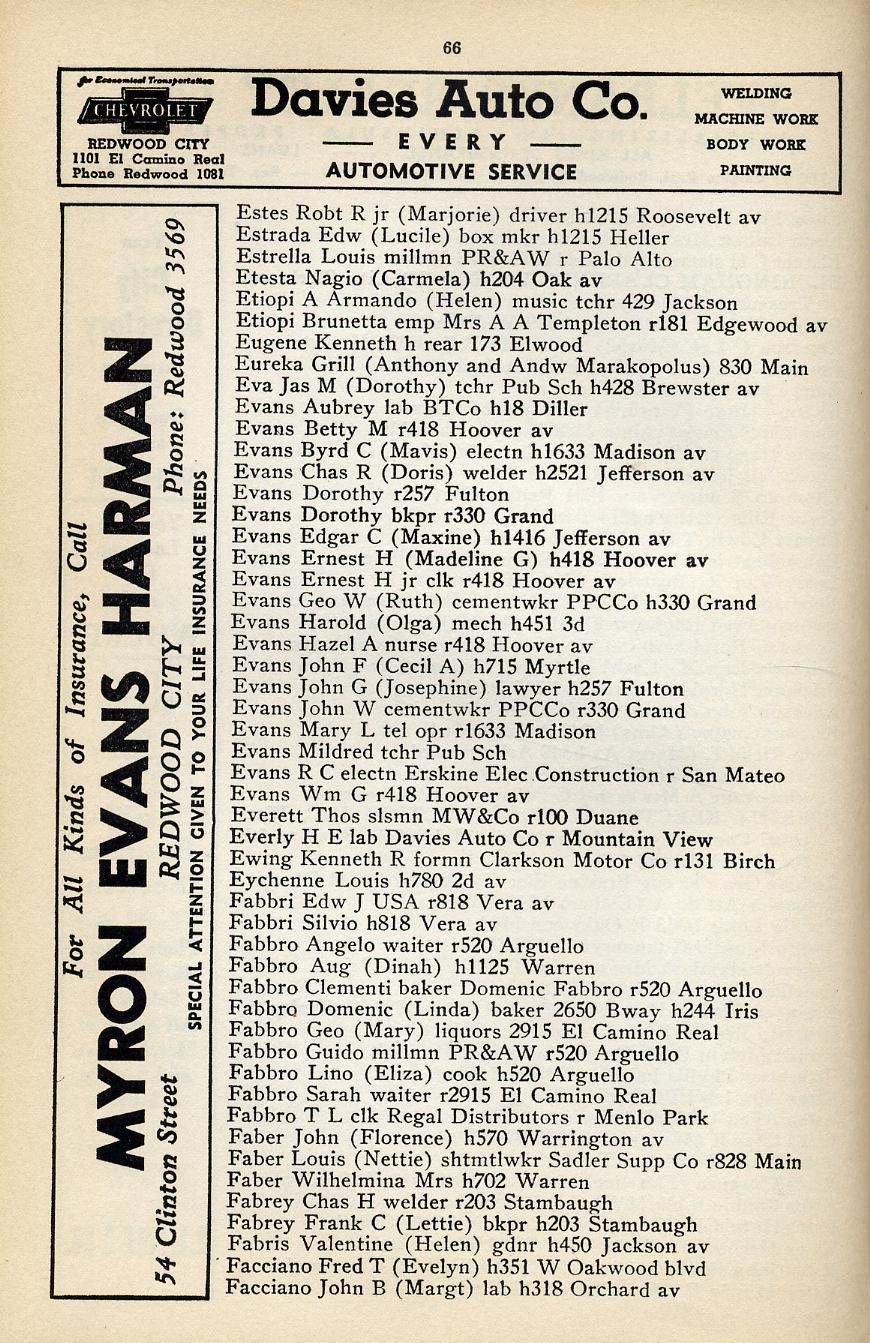 66
for Economical Transportation
CHEVROLET
REDWOOD CITY
1101 El Camino Real
Phone Redwood 1081
Davies Auto Co.
EVERY
AUTOMOTIVE SERVICE
WELDING
MACHINE WORK
BODY WORK
PAINTING
For All Kinds of Insurance, Call
MYRON EVANS HARMAN
54 Clinton Street REDWOOD CITY Phone: Redwood 3569
SPECIAL ATTENTION GIVEN TO YOUR LIFE INSURANCE NEEDS
Estes Robt R jr (Marjorie) driver h1215 Roosevelt av
Estrada Edw (Lucile) box mkr h1215 Heller
Estrella Louis millmn PR&AW r Palo Alto
Etesta Nagio (Carmela) h204 Oak av
Etiopi A Armando (Helen) music tchr 429 Jackson
Etiopi Brunetta emp Mrs A A Templeton r181 Edgewood av
Eugene Kenneth h rear 173 Elwood
Eureka Grill (Anthony and Andw Marakopolus) 830 Main
Eva Jas M (Dorothy) tchr Pub Sch h428 Brewster av
Evans Aubrey lab BTCo h18 Diller
Evans Betty M r418 Hoover av
Evans Byrd C (Mavis) electn h1633 Madison av
Evans Chas R (Doris) welder h2521 Jefferson av
Evans Dorothy r257 Fulton
Evans Dorothy bkpr r330 Grand
Evans Edgar C (Maxine) h1416 Jefferson av
Evans Ernest H (Madeline G) h418 Hoover av
Evans Ernest H jr clk r418 Hoover av
Evans Geo W (Ruth) cementwkr PPCCo h330 Grand
Evans Harold (Olga) mech h451 3d
Evans Hazel A nurse r418 Hoover av
Evans John F (Cecil A) h715 Myrtle
Evans John G (Josephine) lawyer h257 Fulton
Evans John W cementwkr PPCCo r330 Grand
Evans Mary L tel opr r1633 Madison
Evans Mildred tchr Pub Sch
Evans R C electn Erskine Elec Construction r San Mateo
Evans Wm G r418 Hoover av
Everett Thos slsmn MW&Co r100 Duane
Everly H E lab Davies Auto Co r Mountain View
Ewing Kenneth R formn Clarkson Motor Co r131 Birch
Eychenne Louis h780 2d av
Fabbri Edw J USA r818 Vera av
Fabbri Silvio h818 Vera av
Fabbro Angelo waiter r520 Arguello
Fabbro Aug (Dinah) h1125 Warren
Fabbro Clementi baker Domenic Fabbro r520 Arguello
Fabbro Domenic (Linda) baker 2650 Bway h244 Iris
Fabbro Geo (Mary) liquors 2915 El Camino Real
Fabbro Guido millmn PR&AW r520 Arguello
Fabbro Lino (Eliza) cook h520 Arguello
Fabbro Sarah waiter r2915 El Camino Real
Fabbro T L clk Regal Distributors r Menlo Park
Faber John (Florence) h570 Warrington av
Faber Louis (Nettie) shtmtlwkr Sadler Supp Co r828 Main
Faber Wilhelmina Mrs h702 Warren
Fabrey Chas H welder r203 Stambaugh
Fabrey Frank C (Lettie) bkpr h203 Stambaugh
Fabris Valentine (Helen) gdnr h450 Jackson av
Facciano Fred T (Evelyn) h351 W Oakwood blvd
Facciano John B (Margt) lab h318 Orchard av